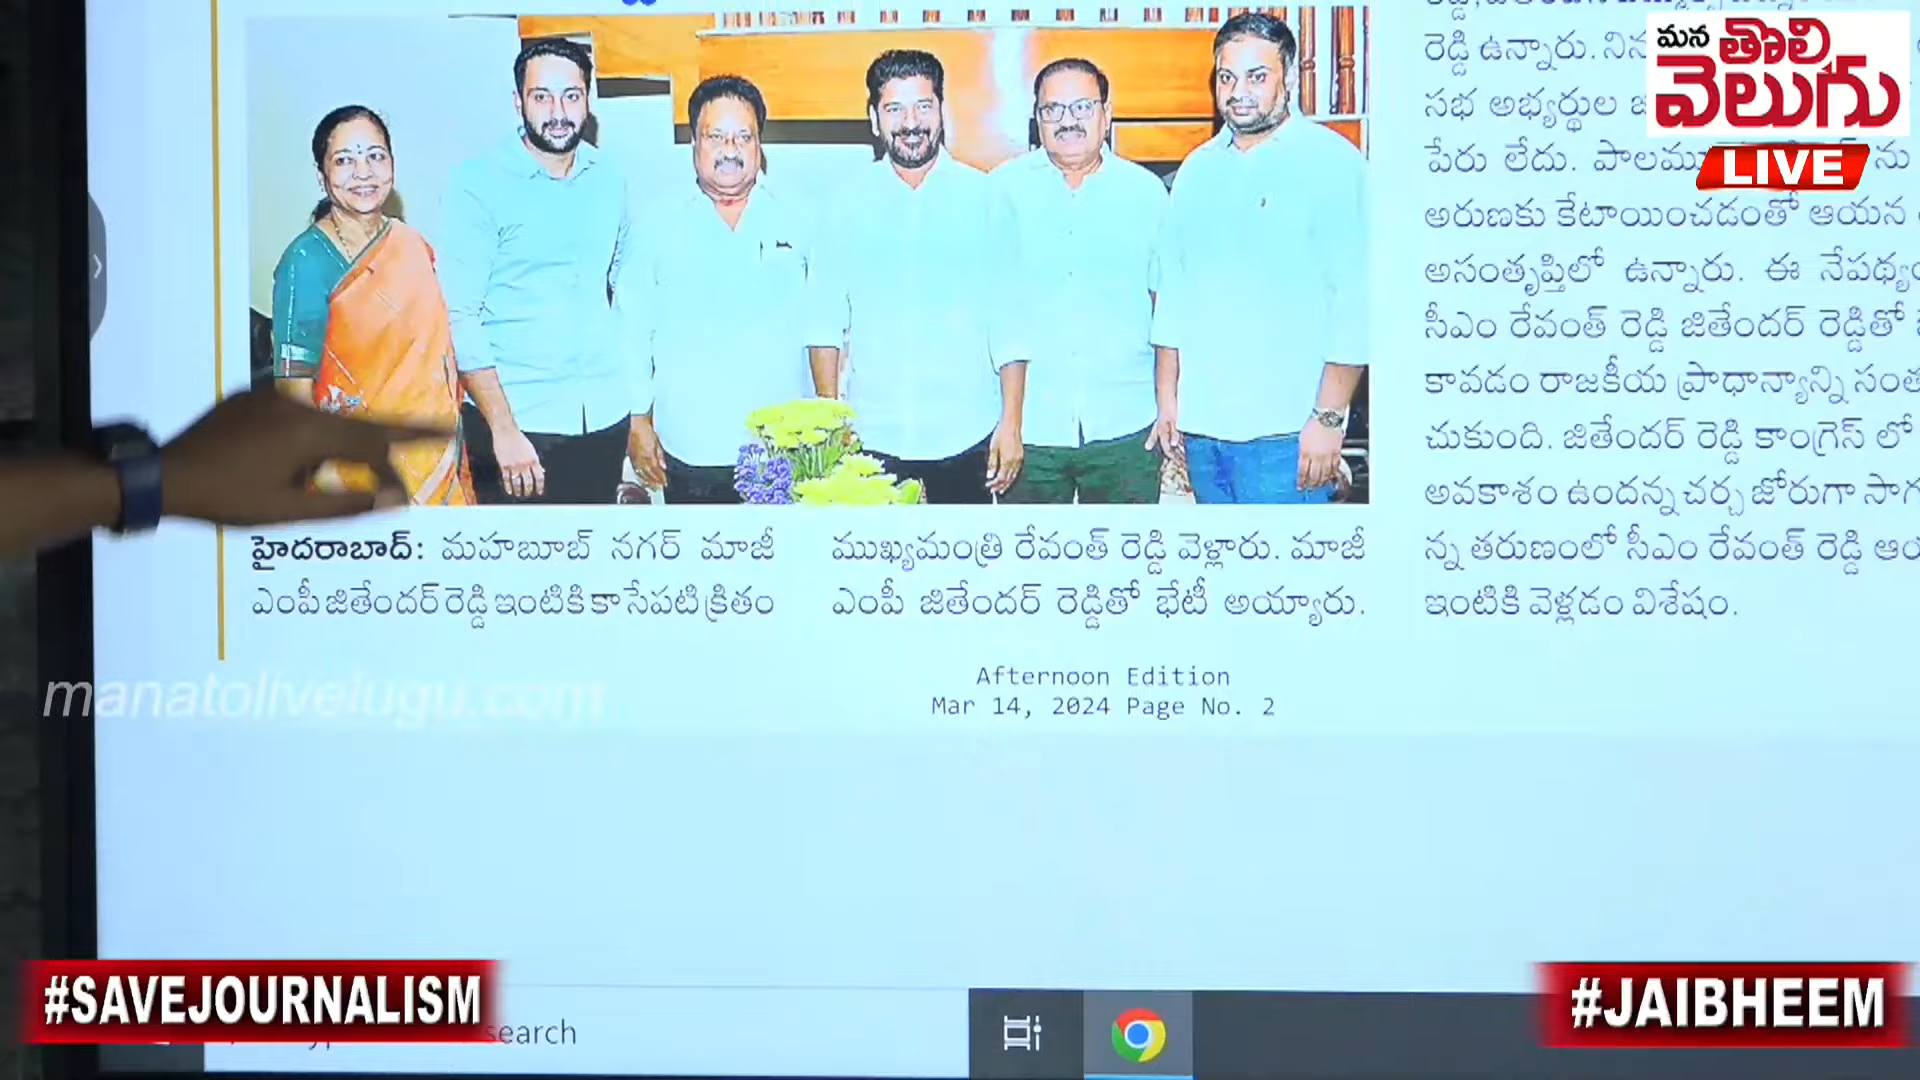 రెడ్డి ఉన్నారు.
సభ అభ్యర్థుల
పేరు లేదు. ను
అరుణకు కేటాయించడంతో ఆయన
అసంతృప్తిలో ఉన్నారు. ఈ
సీఎం రేవంత్ రెడ్డి జితేందర్ రెడ్డితో
కావడం రాజకీయ ప్రాధాన్యాన్ని
చుకుంది. జితేందర్ రెడ్డి కాంగ్రెస్ లో
అవకాశం ఉందన్న చర్చ జోరుగా
న్న తరుణంలో సీఎం రేవంత్ రెడ్డి
ఇంటికి వెళ్లడం విశేషం.
హైదరాబాద్: మహబూబ్ నగర్ మాజీ
ఎంపీ జితేందర్ రెడ్డి ఇంటికి కాసేపటి క్రితం
ముఖ్యమంత్రి రేవంత్ రెడ్డి వెళ్లారు. మాజీ
ఎంపీ జితేందర్ రెడ్డితో భేటీ అయ్యారు.
Afternoon Edition
Mar 14, 2024 Page No. 2
మన తొలి
వెలుగు
LIVE
manatolivelugu.com
#SAVEJOURNALISM
search
#JAIBHEEM